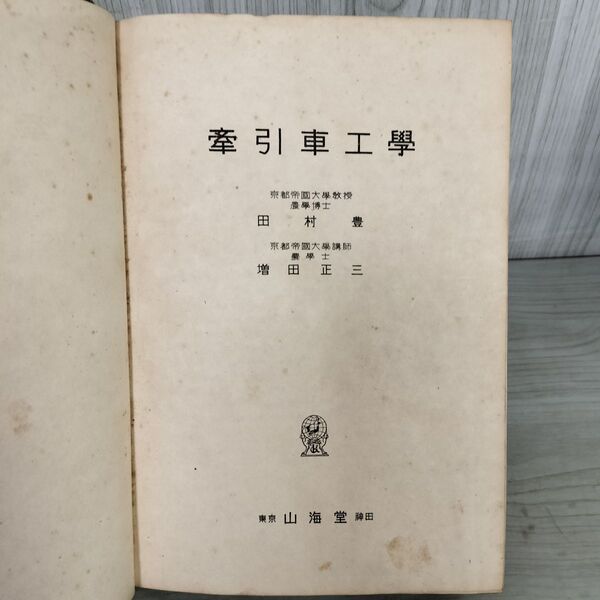 牽引車工學
京都帝國大學教授
農學博士
田村豊
京都帝國大學講師
農學士
増田正三
東京 山海堂 神田